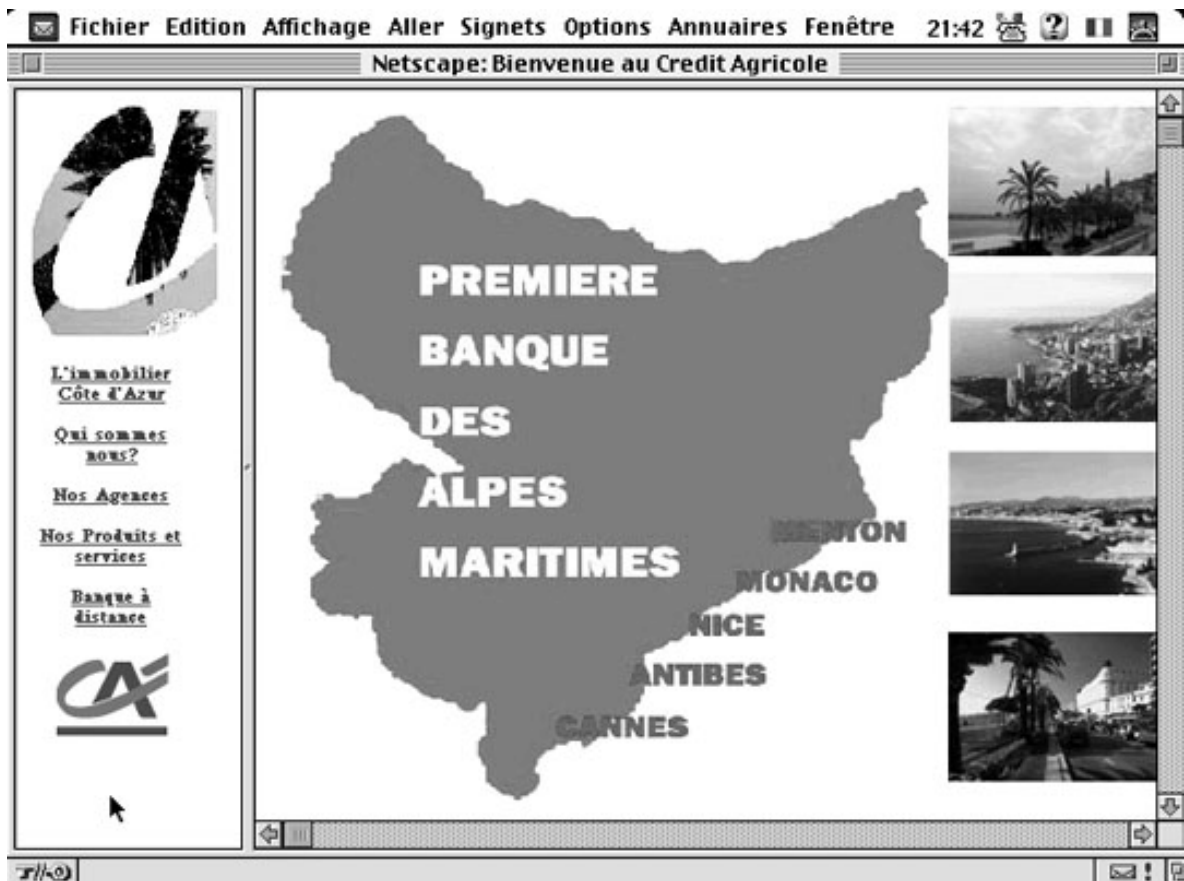 Fichier Edition Affichage Aller Signets Options Annuaires Fenêtre 21:42
Netscape: Bienvenue au Credit Agricole
L'immobilier
Côte d'Azur
Qui sommes
nous?
Nos Agences
Nos Produits et
services
Banque à
distance
CA
PREMIERE
BANQUE
DES
ALPES
MARITIMES
MENTON
MONACO
NICE
ANTIBES
CANNES